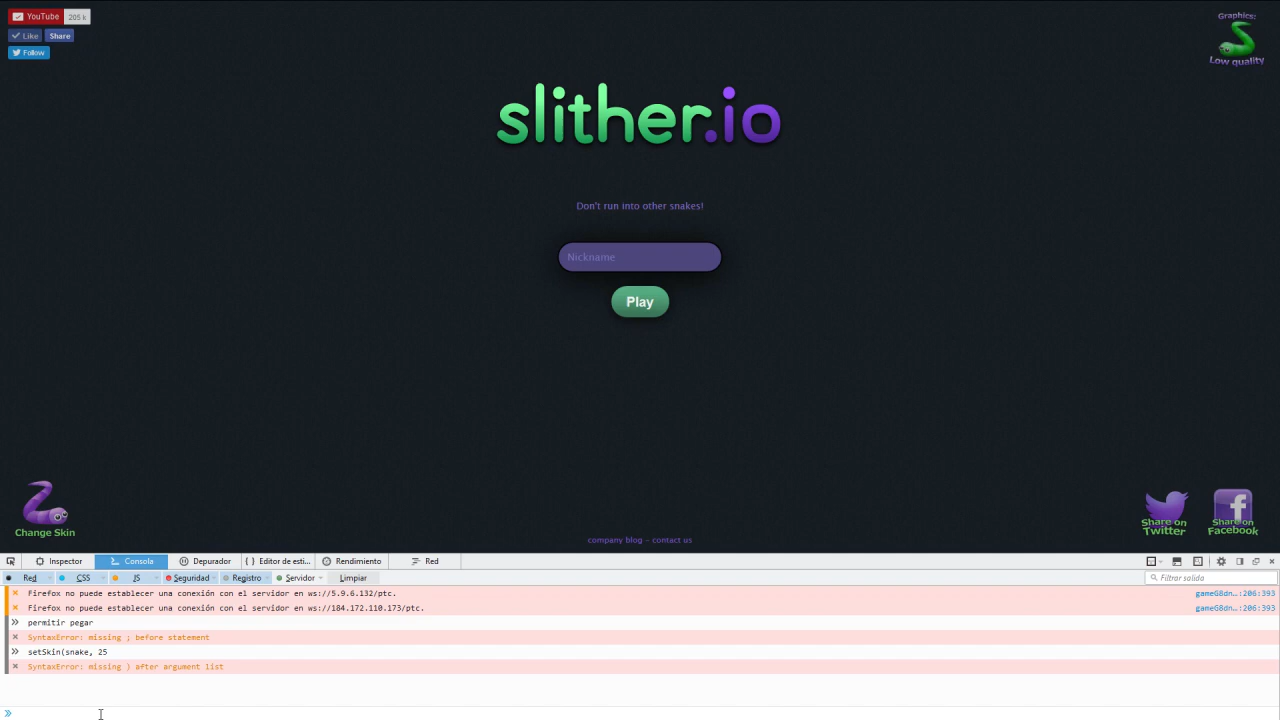 YouTube 205 k
Like Share
Follow
Graphics:
Low quality
slither.io
Don't run into other snakes!
Nickname
Play
Change Skin
Share on Twitter
Share on Facebook
company blog - contact us
Inspector Consola Depurador Editor de esti... Rendimiento Red
Red CSS JS Seguridad Registro Servidor Limpiar Filtrar salida
Firefox no puede establecer una conexión con el servidor en ws://5.9.6.132/ptc. gameG8dn…:206:393
Firefox no puede establecer una conexión con el servidor en ws://184.172.110.173/ptc. gameG8dn…:206:393
permitir pegar
SyntaxError: missing ; before statement
setSkin(snake, 25
SyntaxError: missing ) after argument list